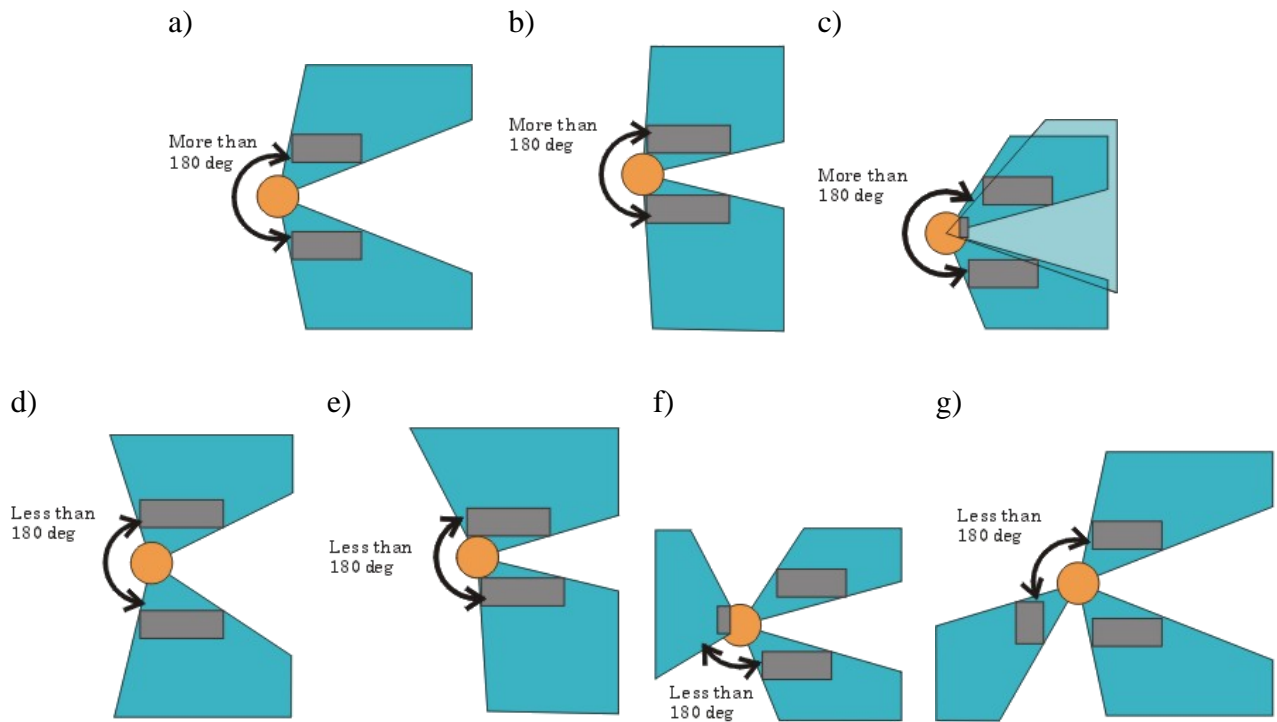 a)
b)
c)
More than
180 deg
More than
180 deg
More than
180 deg
d)
e)
f)
g)
Less than
180 deg
Less than
180 deg
Less than
180 deg
Less than
180 deg